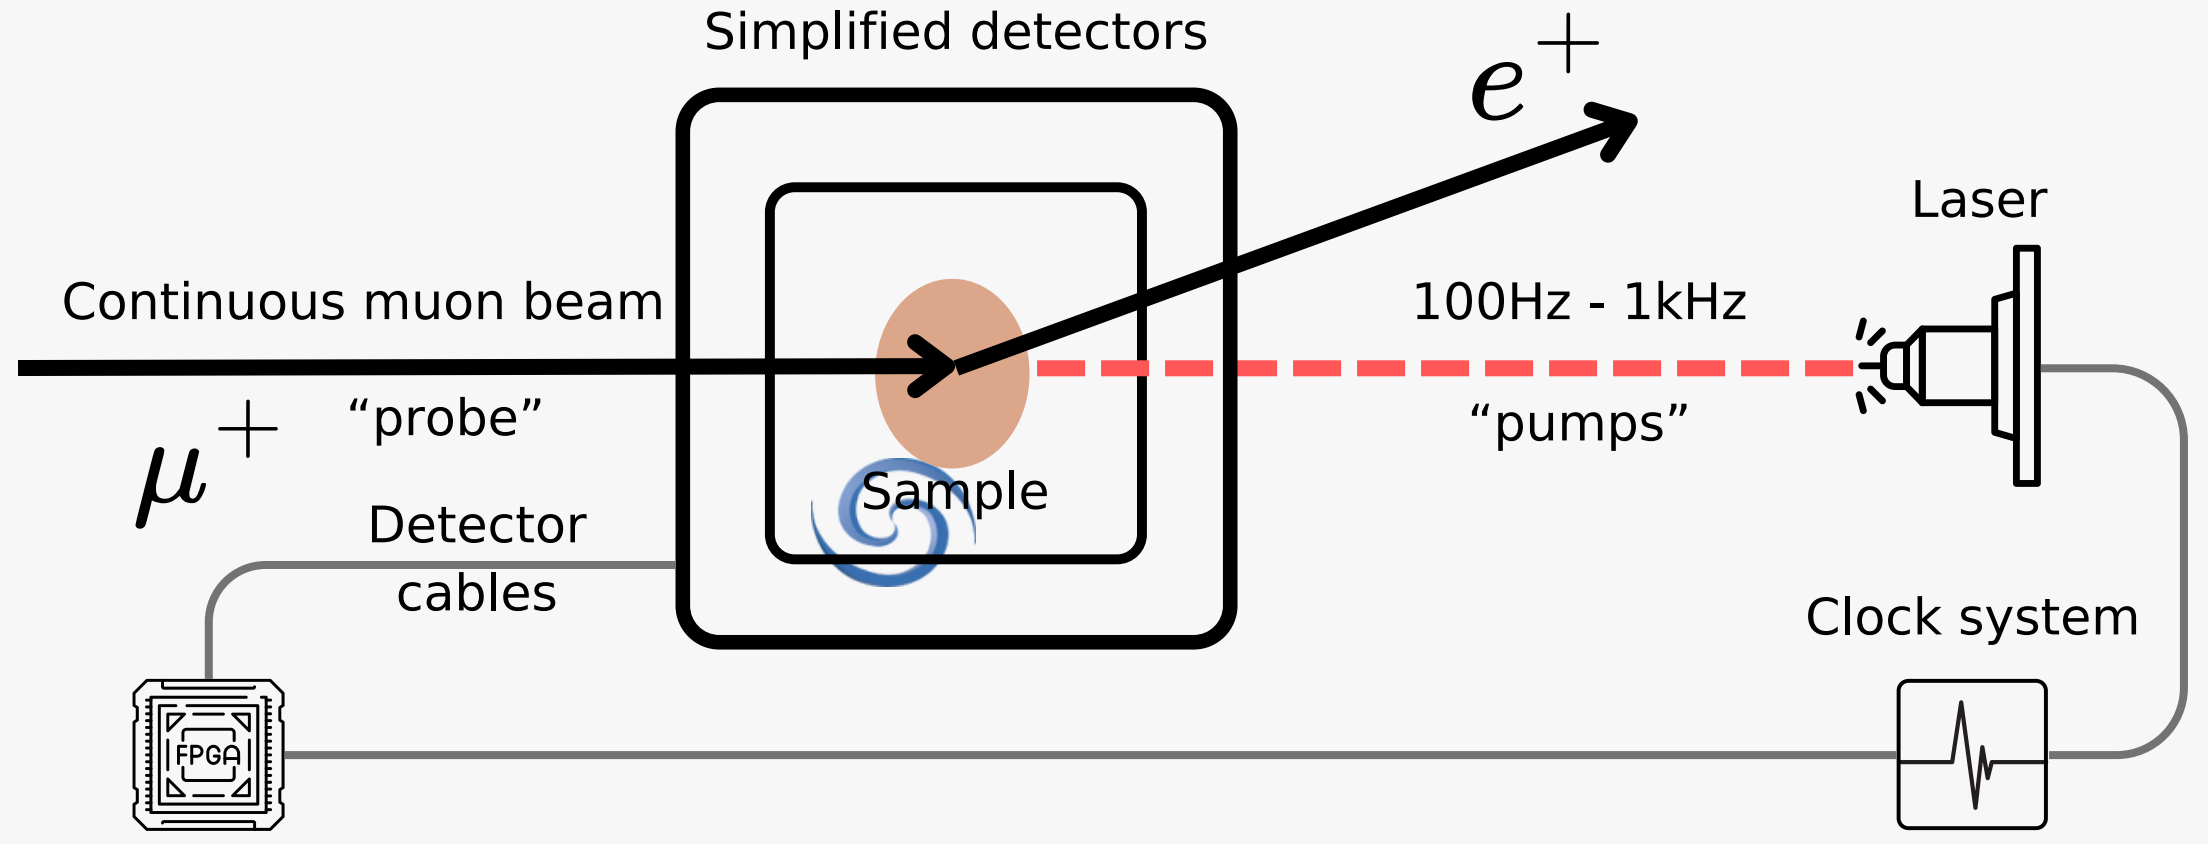 Simplified detectors
e+
Laser
Continuous muon beam
100Hz - 1kHz
“probe”
“pumps”
μ+
Sample
Detector
cables
Clock system
FPGA